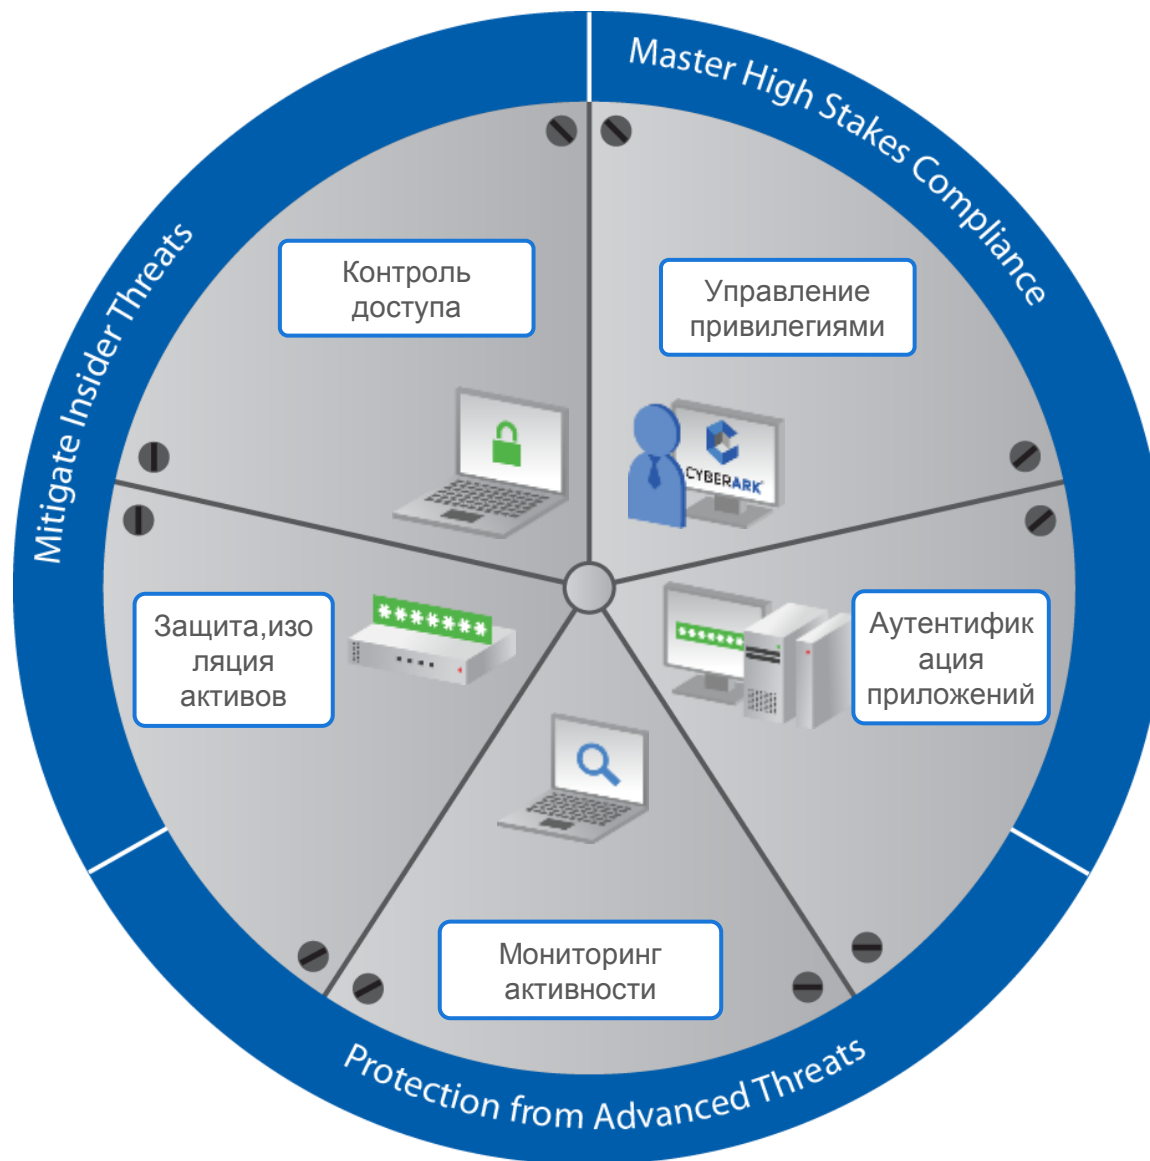 Master High Stakes Compliance
Mitigate Insider Threats
Контроль
доступа
Управление
привилегиями
CYBERARK®
Защита,изо
ляция
активов
*******
*******
Аутентифик
ация
приложений
Мониторинг
активности
Protection from Advanced Threats